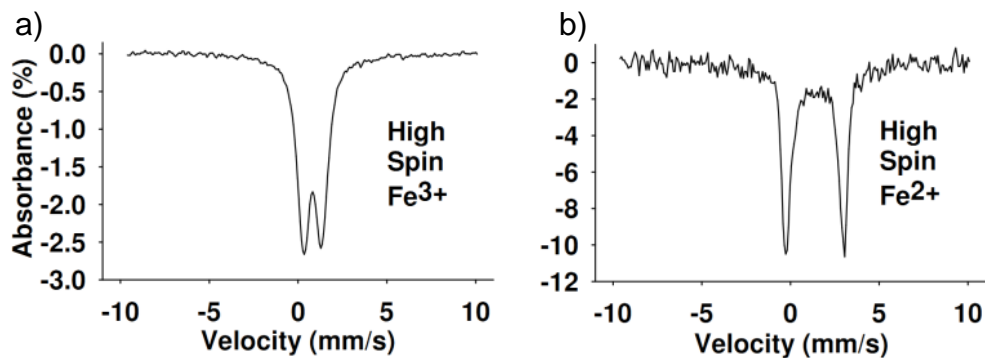 a)
0.0
-0.5
-1.0
-1.5
-2.0
-2.5
-3.0
Absorbance (%)
High
Spin
Fe3+
-10 -5 0 5 10
Velocity (mm/s)
b)
0
-2
-4
-6
-8
-10
-12
High
Spin
Fe2+
-10 -5 0 5 10
Velocity (mm/s)